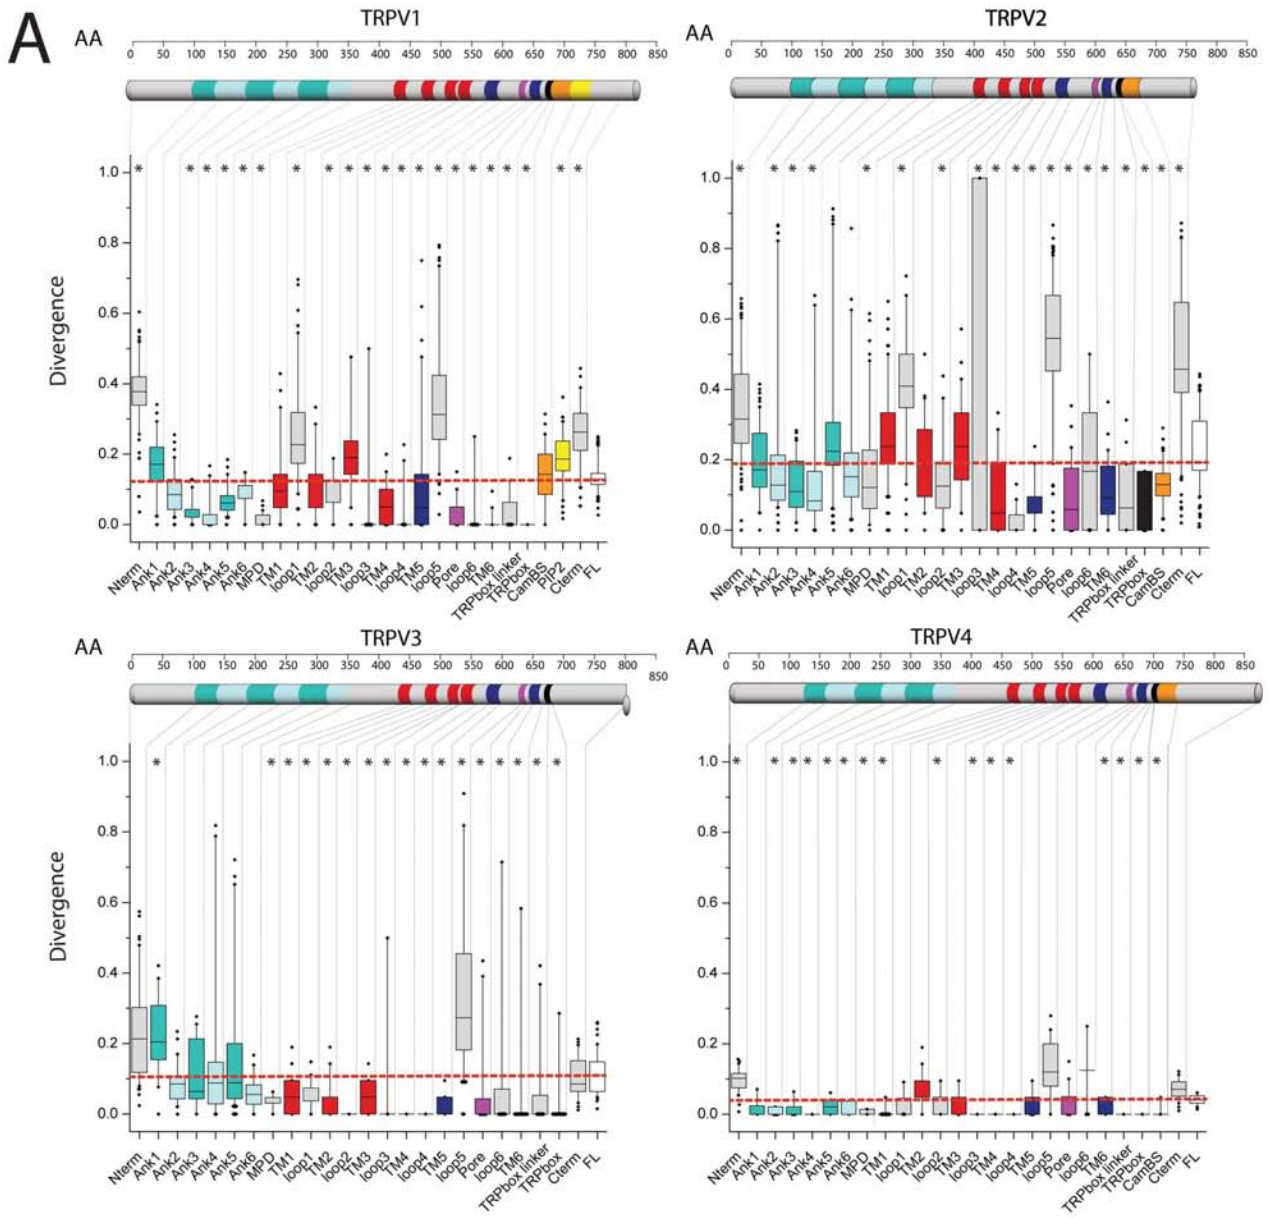 A
TRPV1
AA
0 50 100 150 200 250 300 350 400 450 500 550 600 650 700 750 800 850
* * * * * * * * * * * * * * * * * * * * *
Divergence
1.0
0.8
0.6
0.4
0.2
0.0
Nterm Ank1 Ank2 Ank3 Ank4 Ank5 Ank6 MPD TM1 loop1 TM2 loop2 TM3 loop3 TM4 loop4 TM5 loop5 Pore loop6 TM6 TRPbox linker TRPbox CamBS PIP2 Cterm FL
TRPV2
AA
0 50 100 150 200 250 300 350 400 450 500 550 600 650 700 750 800 850
* * * * * * * * * * * * * * * * * *
1.0
0.8
0.6
0.4
0.2
0.0
Nterm Ank1 Ank2 Ank3 Ank4 Ank5 Ank6 MPD TM1 loop1 TM2 loop2 TM3 loop3 TM4 loop4 TM5 loop5 Pore loop6 TM6 TRPbox linker TRPbox CamBS Cterm FL
TRPV3
AA
0 50 100 150 200 250 300 350 400 450 500 550 600 650 700 750 800 850
* * * * * * * * * * * * * * * * *
Divergence
1.0
0.8
0.6
0.4
0.2
0.0
Nterm Ank1 Ank2 Ank3 Ank4 Ank5 Ank6 MPD TM1 loop1 TM2 loop2 TM3 loop3 TM4 loop4 TM5 loop5 Pore loop6 TM6 TRPbox linker TRPbox Cterm FL
TRPV4
AA
0 50 100 150 200 250 300 350 400 450 500 550 600 650 700 750 800 850
* * * * * * * * * * * * * * * *
1.0
0.8
0.6
0.4
0.2
0.0
Nterm Ank1 Ank2 Ank3 Ank4 Ank5 Ank6 MPD TM1 loop1 TM2 loop2 TM3 loop3 TM4 loop4 TM5 loop5 Pore loop6 TM6 TRPbox linker TRPbox CamBS Cterm FL